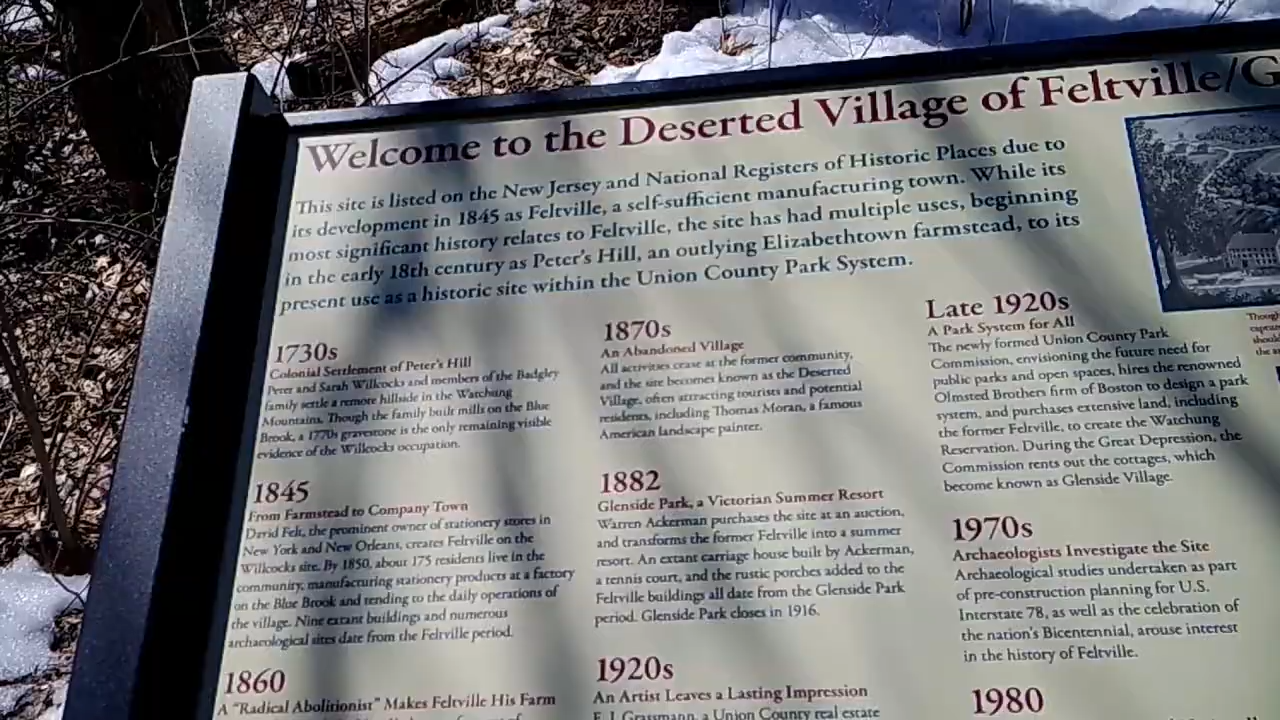 Welcome to the Deserted Village of Feltville/G
This site is listed on the New Jersey and National Registers of Historic Places due to
its development in 1845 as Feltville, a self-sufficient manufacturing town. While its
most significant history relates to Feltville, the site has had multiple uses, beginning
in the early 18th century as Peter's Hill, an outlying Elizabethtown farmstead, to its
present use as a historic site within the Union County Park System.
1730s
Colonial Settlement of Peter's Hill
Peter and Sarah Willcocks and members of the Badgley
family settle a remote hillside in the Watchung
Mountains. Though the family built mills on the Blue
Brook, a 1770s gravestone is the only remaining visible
evidence of the Willcocks occupation.
1845
From Farmstead to Company Town
David Felt, the prominent owner of stationery stores in
New York and New Orleans, creates Feltville on the
Willcocks site. By 1850, about 175 residents live in the
community, manufacturing stationery products at a factory
on the Blue Brook and tending to the daily operations of
the village. Nine extant buildings and numerous
archaeological sites date from the Feltville period.
1860
A "Radical Abolitionist" Makes Feltville His Farm
1870s
An Abandoned Village
All activities cease at the former community,
and the site becomes known as the Deserted
Village, often attracting tourists and potential
residents, including Thomas Moran, a famous
American landscape painter.
1882
Glenside Park, a Victorian Summer Resort
Warren Ackerman purchases the site at an auction,
and transforms the former Feltville into a summer
resort. An extant carriage house built by Ackerman,
a tennis court, and the rustic porches added to the
Feltville buildings all date from the Glenside Park
period. Glenside Park closes in 1916.
1920s
An Artist Leaves a Lasting Impression
E. J. Grassmann, a Union County real estate
Late 1920s
A Park System for All
The newly formed Union County Park
Commission, envisioning the future need for
public parks and open spaces, hires the renowned
Olmsted Brothers firm of Boston to design a park
system, and purchases extensive land, including
the former Feltville, to create the Watchung
Reservation. During the Great Depression, the
Commission rents out the cottages, which
become known as Glenside Village.
1970s
Archaeologists Investigate the Site
Archaeological studies undertaken as part
of pre-construction planning for U.S.
Interstate 78, as well as the celebration of
the nation's Bicentennial, arouse interest
in the history of Feltville.
1980